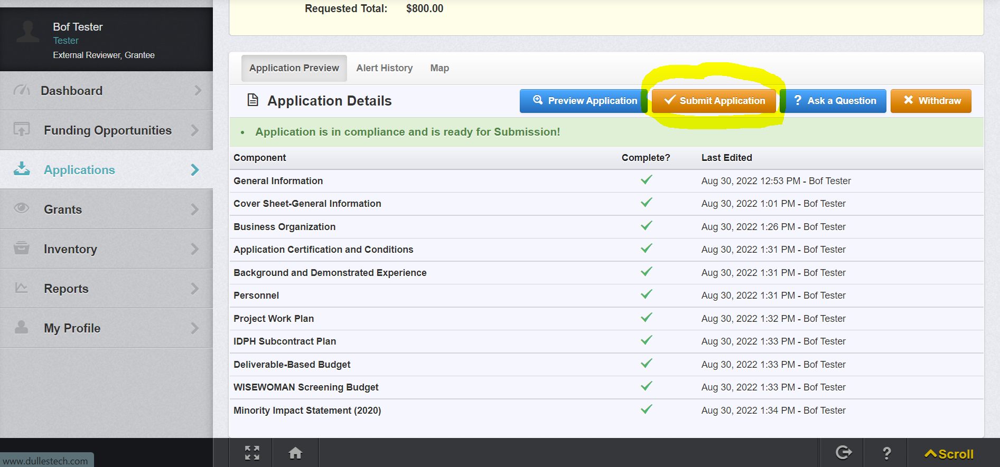 Requested Total: $800.00
Bof Tester
Tester
External Reviewer, Grantee
Dashboard
Funding Opportunities
Applications
Grants
Inventory
Reports
My Profile
Application Preview Alert History Map
Application Details Preview Application Submit Application ? Ask a Question Withdraw
• Application is in compliance and is ready for Submission!
Component Complete? Last Edited
General Information Aug 30, 2022 12:53 PM - Bof Tester
Cover Sheet-General Information Aug 30, 2022 1:01 PM - Bof Tester
Business Organization Aug 30, 2022 1:26 PM - Bof Tester
Application Certification and Conditions Aug 30, 2022 1:31 PM - Bof Tester
Background and Demonstrated Experience Aug 30, 2022 1:31 PM - Bof Tester
Personnel Aug 30, 2022 1:31 PM - Bof Tester
Project Work Plan Aug 30, 2022 1:32 PM - Bof Tester
IDPH Subcontract Plan Aug 30, 2022 1:33 PM - Bof Tester
Deliverable-Based Budget Aug 30, 2022 1:33 PM - Bof Tester
WISEWOMAN Screening Budget Aug 30, 2022 1:33 PM - Bof Tester
Minority Impact Statement (2020) Aug 30, 2022 1:34 PM - Bof Tester
www.dullestech.com
? Scroll